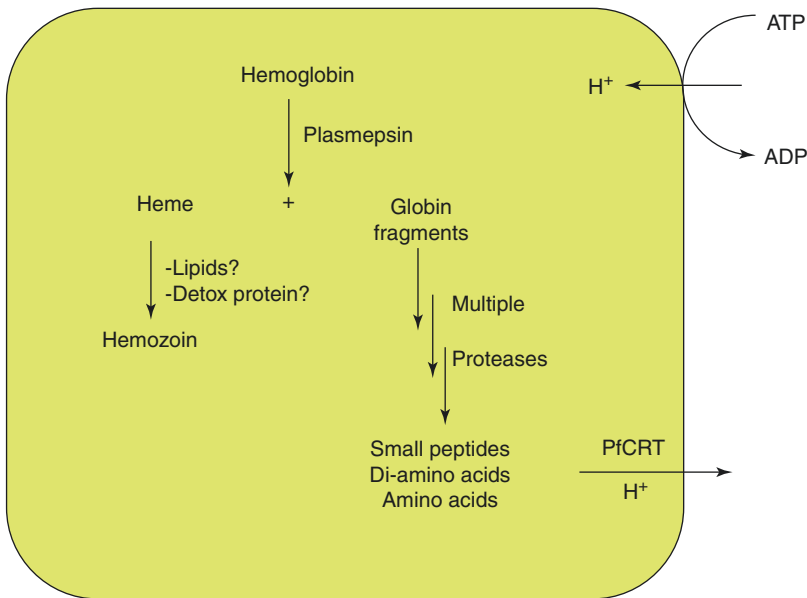 ATP
Hemoglobin
H⁺
Plasmepsin
ADP
Heme
+
Globin
fragments
-Lipids?
-Detox protein?
Multiple
Hemozoin
Proteases
Small peptides
Di-amino acids
Amino acids
PfCRT
H⁺